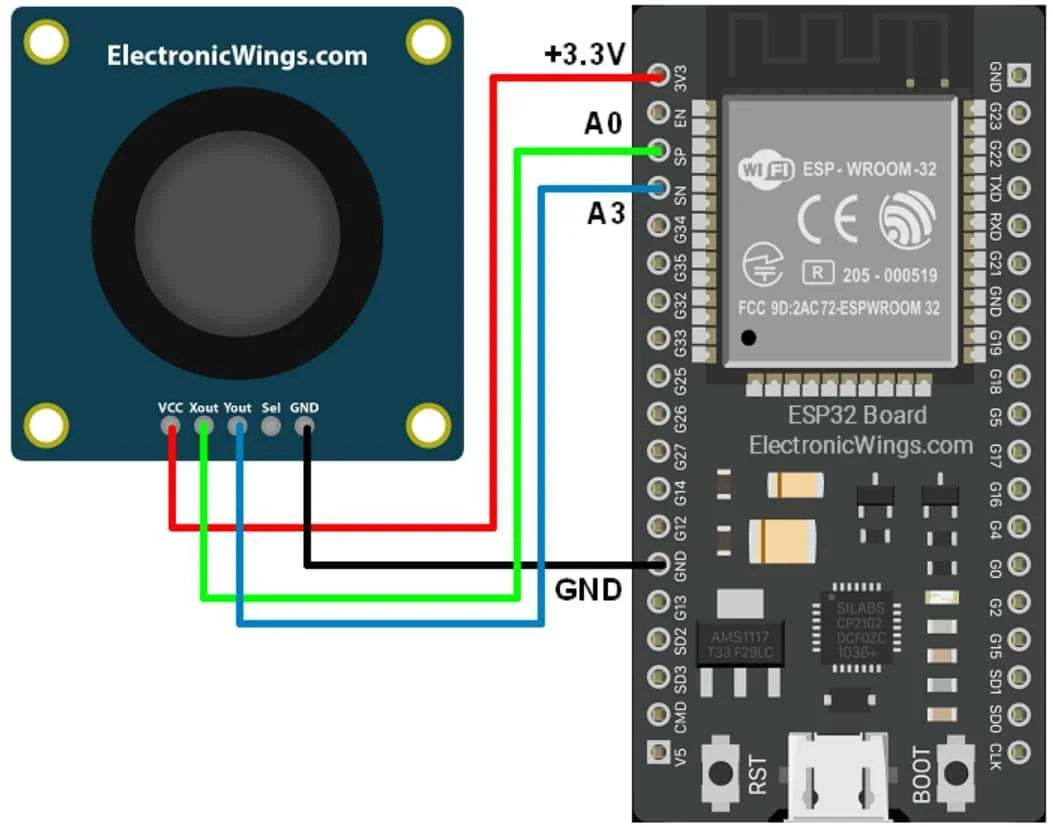 ElectronicWings.com
VCC Xout Yout Sel GND
+3.3V
A0
A3
GND
3V3
EN
SP
SN
G34
G35
G32
G33
G25
G26
G27
G14
G12
GND
G13
SD2
SD3
CMD
V5
WiFi ESP - WROOM-32
CE
R 205 - 000519
FCC 9D:2AC72-ESPWROOM 32
ESP32 Board
ElectronicWings.com
SILABS
CP2102
DCF02C
1036+
AMS1117
T33 F29LC
RST
BOOT
GND
G23
G22
TXD
RXD
G21
GND
G19
G18
G5
G17
G16
G4
G0
G2
G15
SD1
SD0
CLK